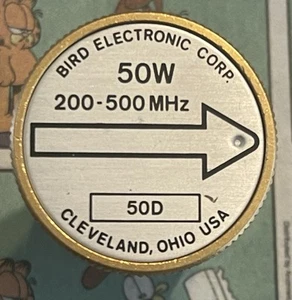 BIRD ELECTRONIC CORP.
50W
200-500 MHz
50D
CLEVELAND, OHIO USA